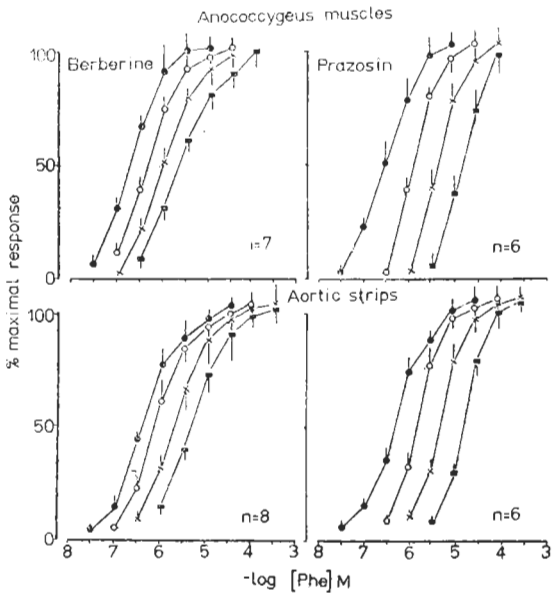 Anococcygeus muscles
% maximal response
100
50
0
Berberine
n=7
Prazosin
n=6
Aortic strips
100
50
0
n=8
n=6
8 7 6 5 4 3
8 7 6 5 4 3
-log [Phe] M